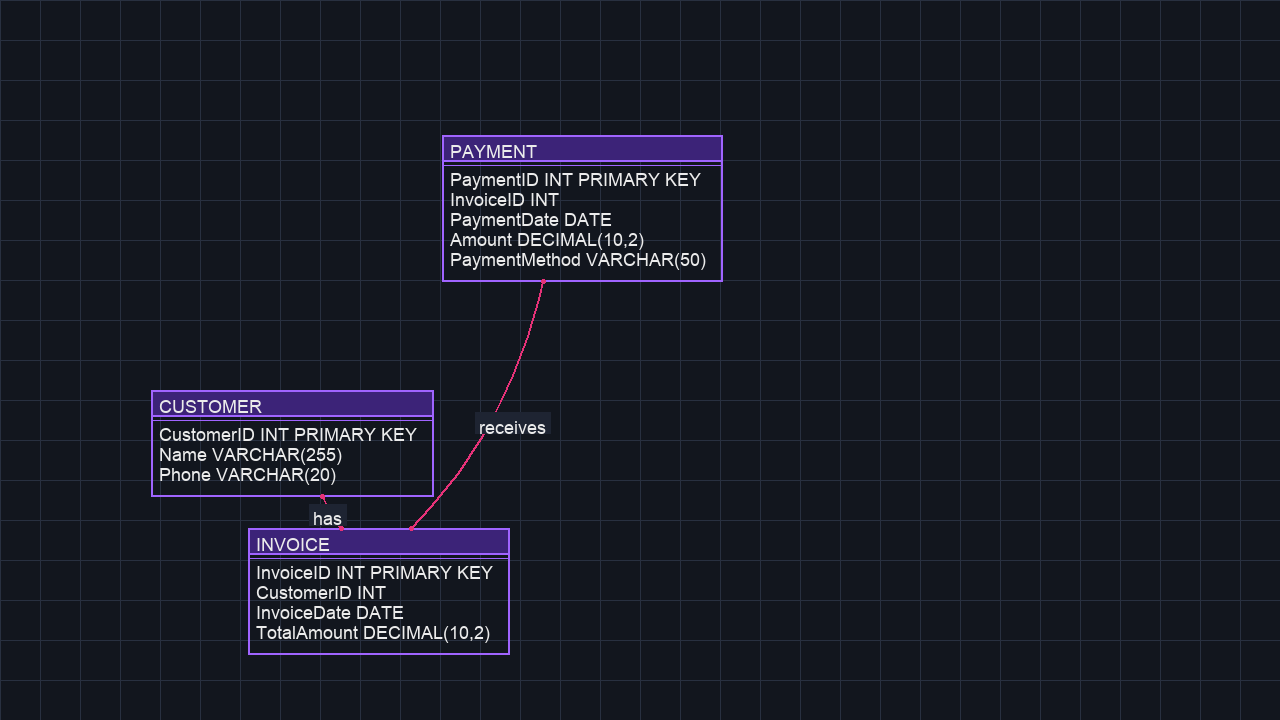 PAYMENT
PaymentID INT PRIMARY KEY
InvoiceID INT
PaymentDate DATE
Amount DECIMAL(10,2)
PaymentMethod VARCHAR(50)
CUSTOMER
CustomerID INT PRIMARY KEY
Name VARCHAR(255)
Phone VARCHAR(20)
receives
has
INVOICE
InvoiceID INT PRIMARY KEY
CustomerID INT
InvoiceDate DATE
TotalAmount DECIMAL(10,2)